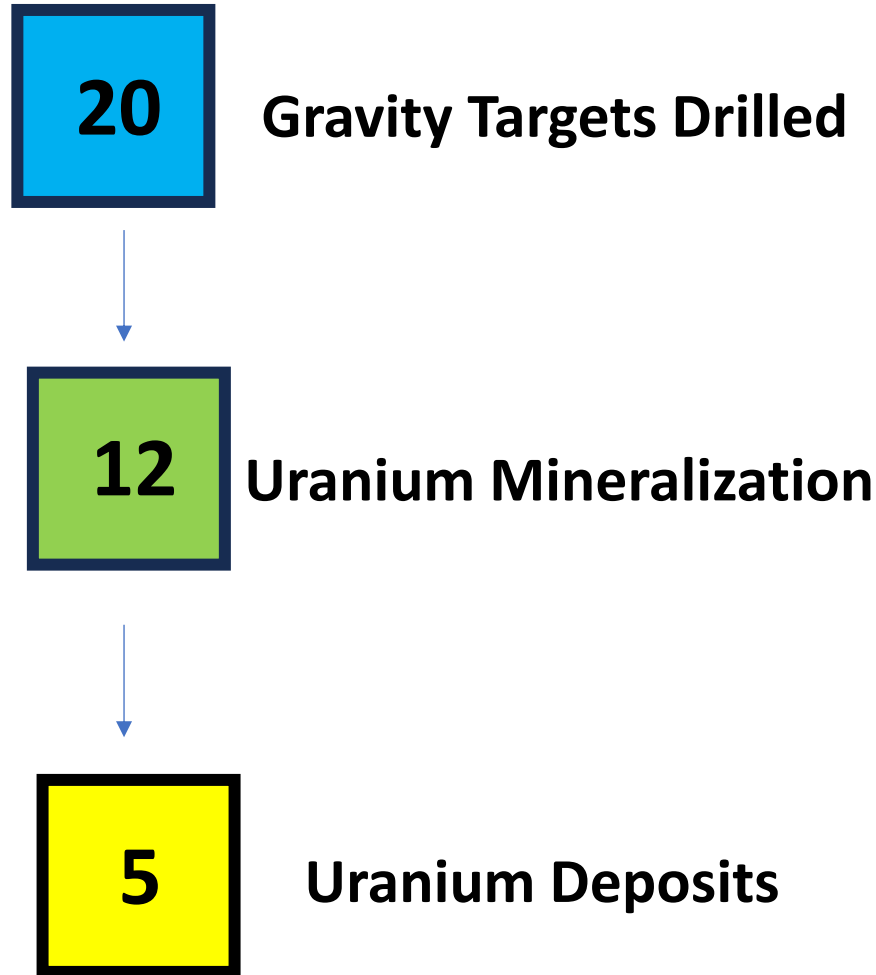 20
Gravity Targets Drilled
12
Uranium Mineralization
5
Uranium Deposits